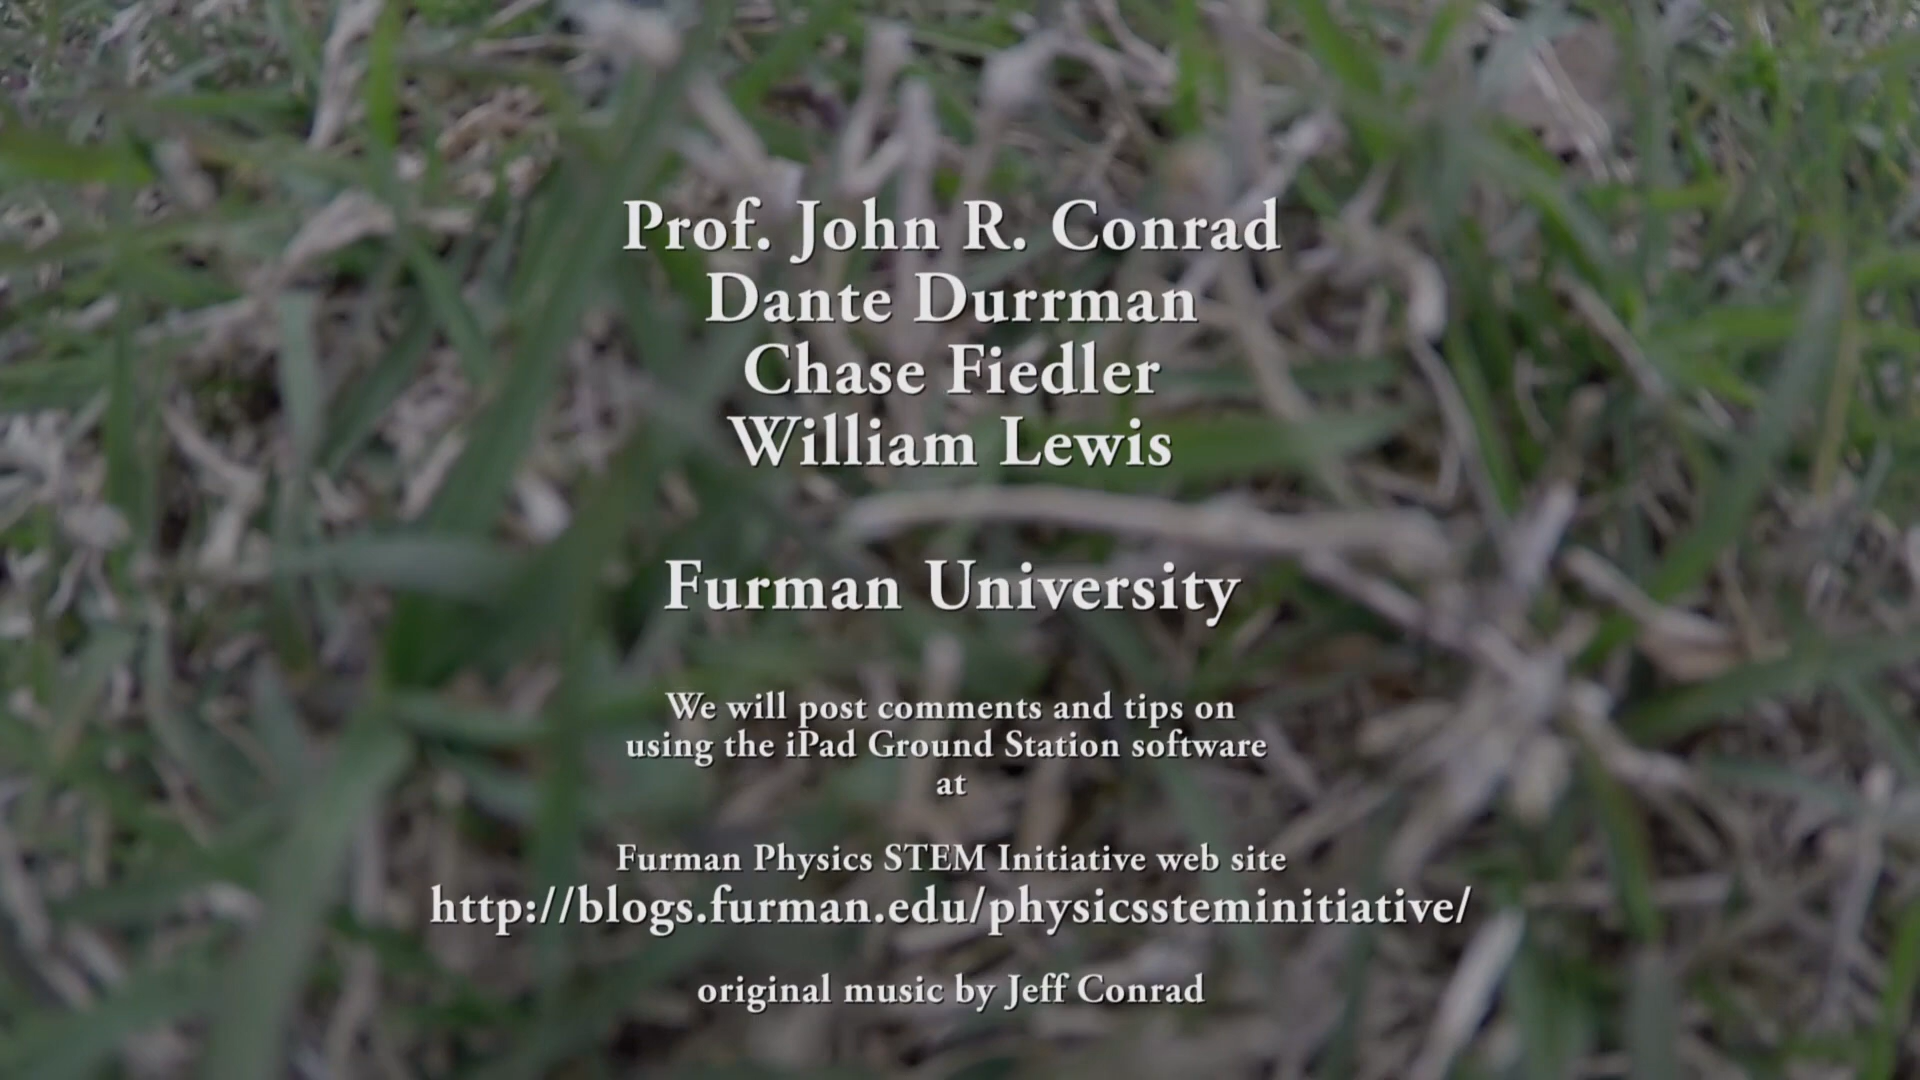 Prof. John R. Conrad
Dante Durrman
Chase Fiedler
William Lewis
Furman University
We will post comments and tips on
using the iPad Ground Station software
at
Furman Physics STEM Initiative web site
http://blogs.furman.edu/physicssteminitiative/
original music by Jeff Conrad